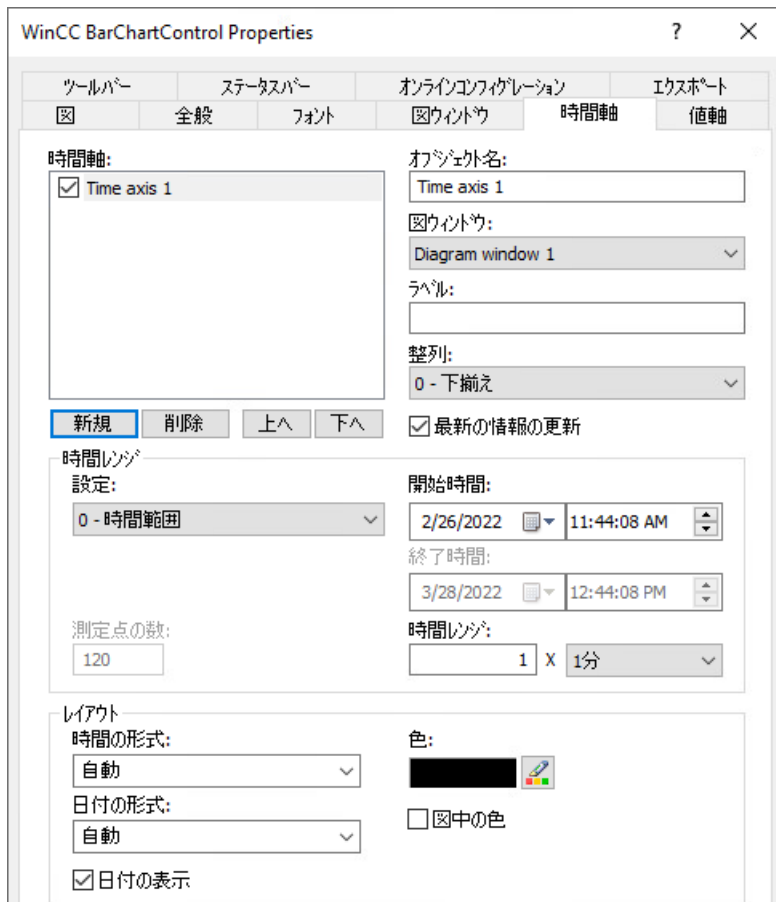 WinCC BarChartControl Properties ? ×
ツールバー ステータスバー オンラインコンフィグレーション エクスポート
図 全般 フォント 図ウィンドウ 時間軸 値軸
時間軸:
Time axis 1
新規 削除 上へ 下へ
オブジェクト名:
Time axis 1
図ウィンドウ:
Diagram window 1
ラベル:
整列:
0 - 下揃え
最新の情報の更新
時間レンジ
設定:
0 - 時間範囲
測定点の数:
120
開始時間:
2/26/2022 11:44:08 AM
終了時間:
3/28/2022 12:44:08 PM
時間レンジ:
1 X 1分
レイアウト
時間の形式:
自動
日付の形式:
自動
日付の表示
色:
図中の色